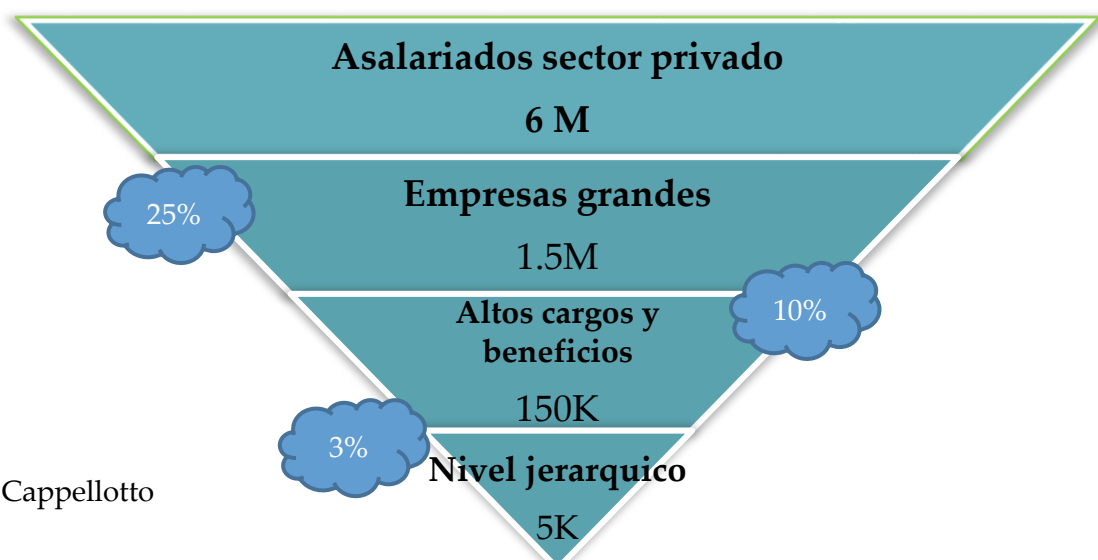 Asalariados sector privado
6 M
25%
Empresas grandes
1.5M
10%
Altos cargos y
beneficios
150K
3%
Nivel jerarquico
5K
Cappellotto